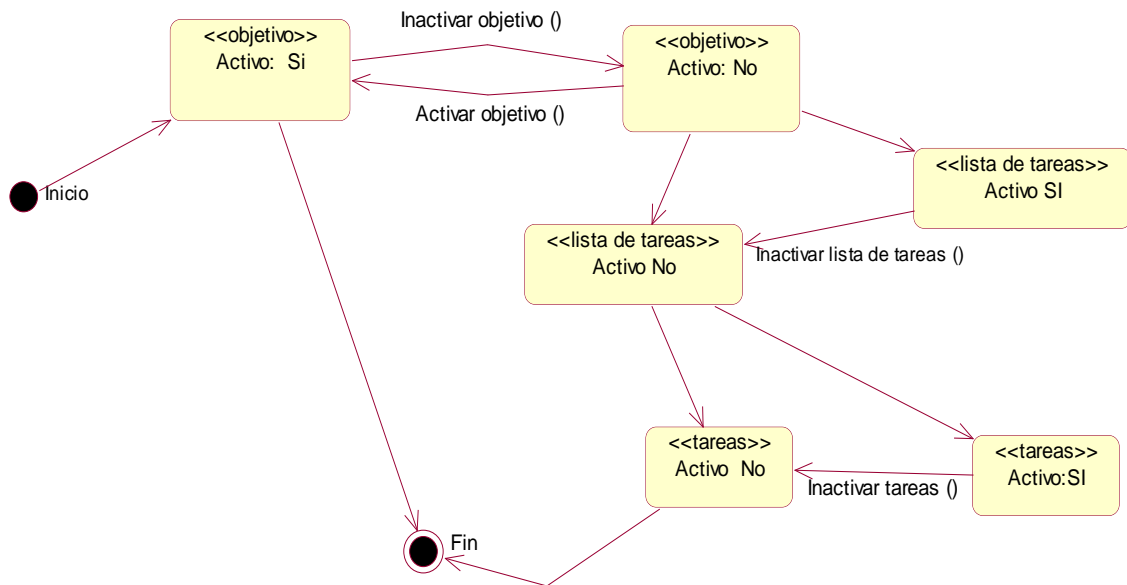 Inactivar objetivo ()
<<objetivo>>
Activo:  Si
<<objetivo>>
Activo: No
Activar objetivo ()
<<lista de tareas>>
Activo SI
Inicio
<<lista de tareas>>
Activo No
Inactivar lista de tareas ()
<<tareas>>
Activo  No
<<tareas>>
Activo:SI
Inactivar tareas ()
Fin